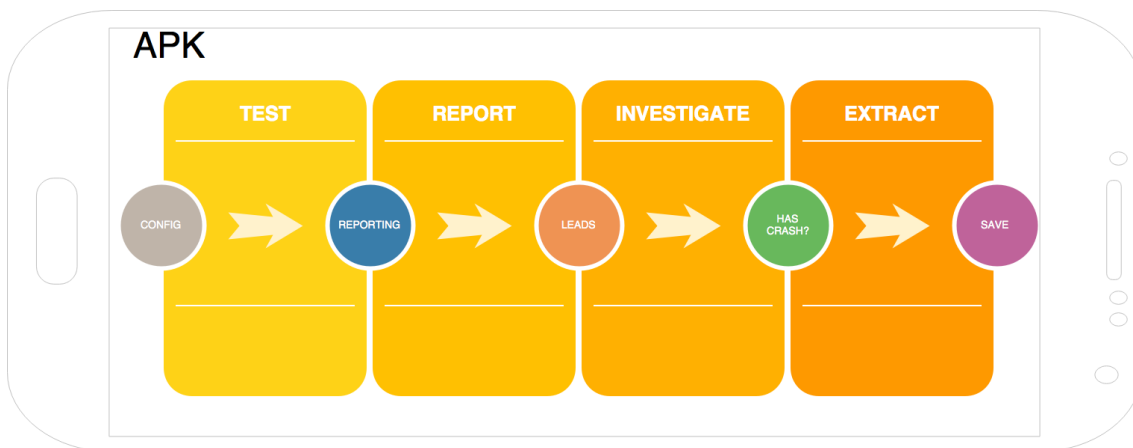 APK
TEST
REPORT
INVESTIGATE
EXTRACT
CONFIG
REPORTING
LEADS
HAS
CRASH?
SAVE